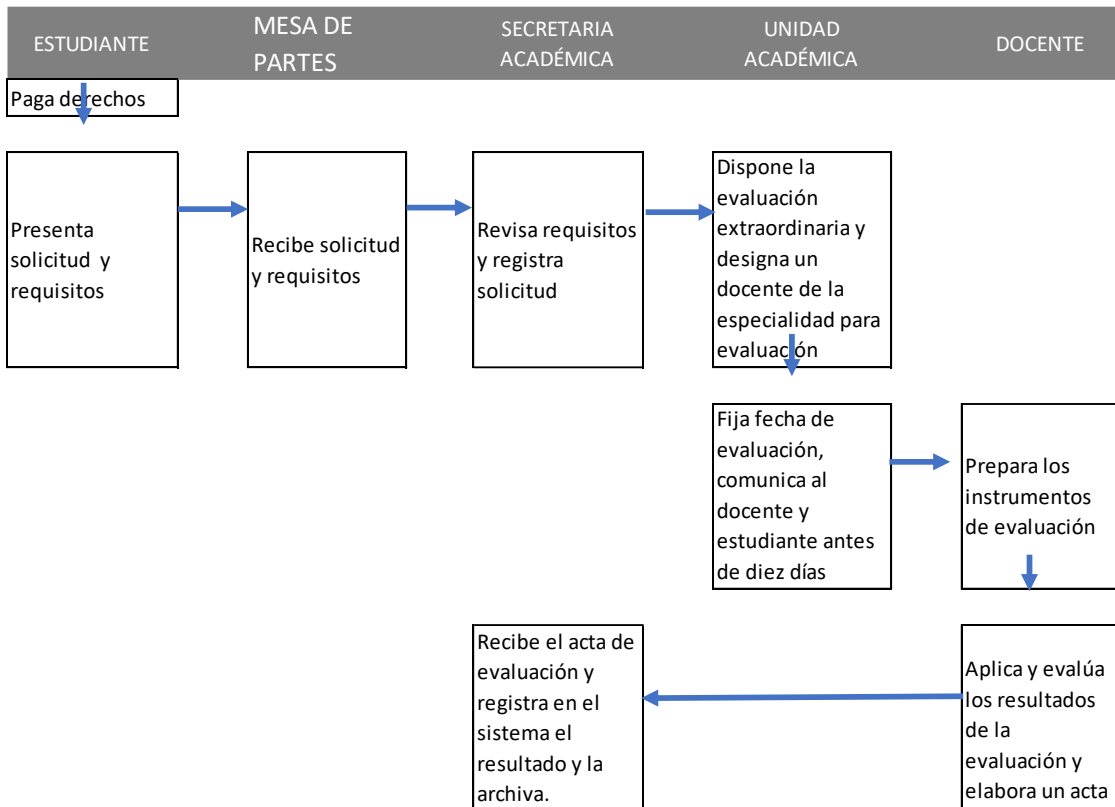 ESTUDIANTE
MESA DE
PARTES
SECRETARIA
ACADÉMICA
UNIDAD
ACADÉMICA
DOCENTE
Paga derechos
Presenta
solicitud y
requisitos
Recibe solicitud
y requisitos
Revisa requisitos
y registra
solicitud
Dispone la
evaluación
extraordinaria y
designa un
docente de la
especialidad para
evaluación
Fija fecha de
evaluación,
comunica al
docente y
estudiante antes
de diez días
Prepara los
instrumentos
de evaluación
Recibe el acta de
evaluación y
registra en el
sistema el
resultado y la
archiva.
Aplica y evalúa
los resultados
de la
evaluación y
elabora un acta